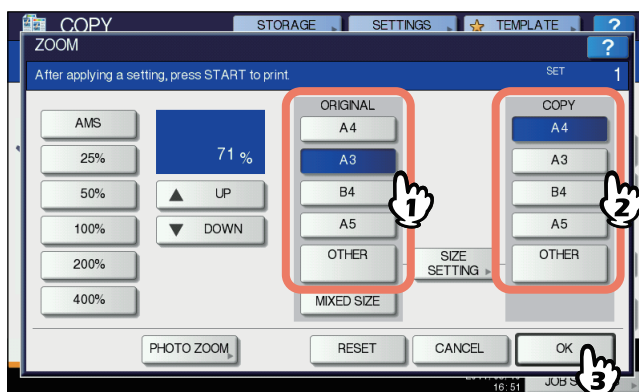 COPY
STORAGE
SETTINGS
TEMPLATE
?
ZOOM
?
After applying a setting, press START to print.
SET 1
ORIGINAL
COPY
AMS
25%
50%
100%
200%
400%
71 %
UP
DOWN
A4
A3
B4
A5
OTHER
MIXED SIZE
SIZE
SETTING
A4
A3
B4
A5
OTHER
1
2
PHOTO ZOOM
RESET
CANCEL
OK
3
16:51
JOB S